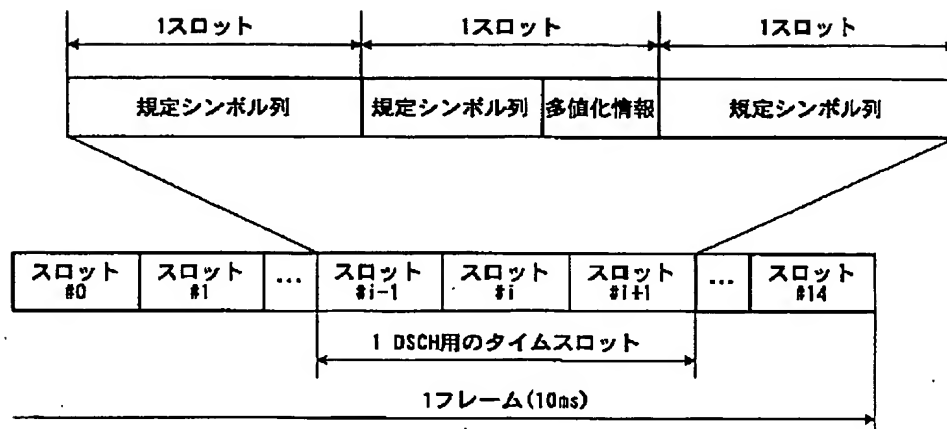 1スロット 1スロット 1スロット
規定シンボル列 規定シンボル列 多値化情報 規定シンボル列
スロット#0 スロット#1 … スロット#i-1 スロット#i スロット#i+1 … スロット#14
1 DSCH用のタイムスロット
1フレーム(10ms)